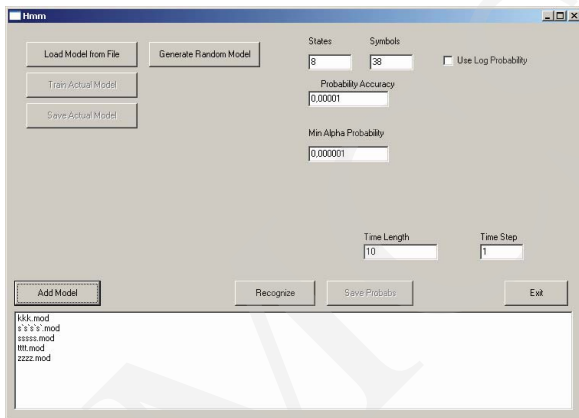 Hmm
States Symbols
Load Model from File Generate Random Model 8 38 Use Log Probability
Train Actual Model Probability Accuracy
0,00001
Save Actual Model
Min Alpha Probability
0,000001
Time Length Time Step
10 1
Add Model Recognize Save Probabs Exit
kkk.mod
s`s`s`s`.mod
sssss.mod
tttt.mod
zzzz.mod